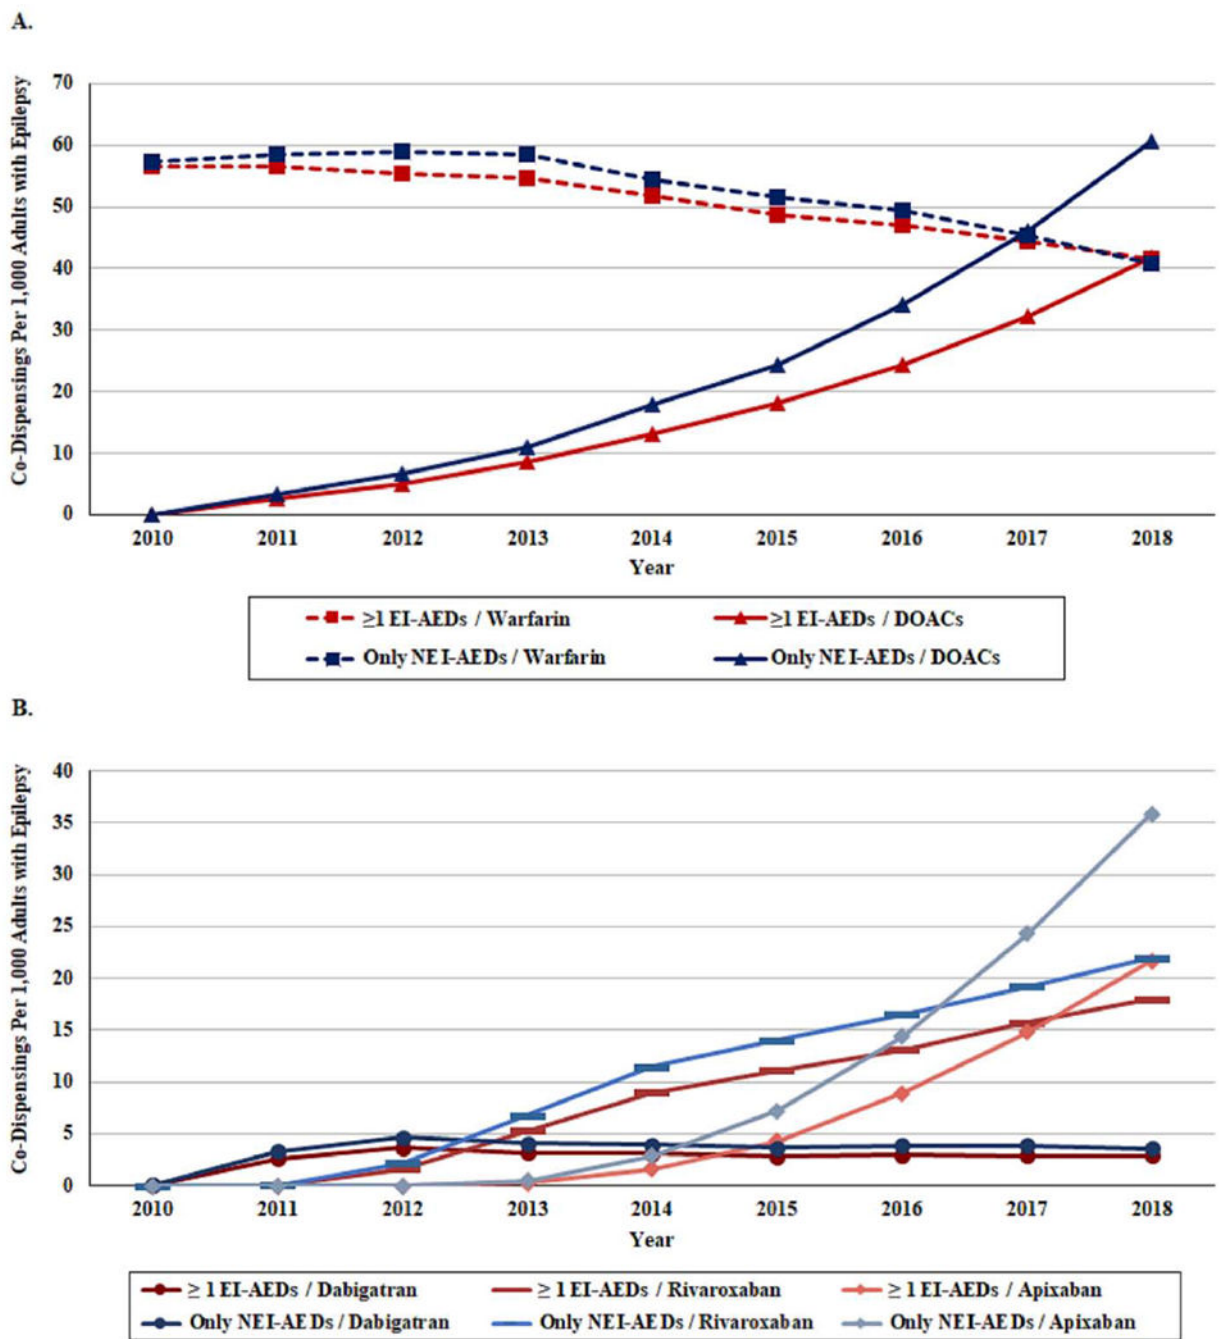 A.
Co-Dispensings Per 1,000 Adults with Epilepsy
70
60
50
40
30
20
10
0
2010 2011 2012 2013 2014 2015 2016 2017 2018
Year
≥1 EI-AEDs / Warfarin ≥1 EI-AEDs / DOACs
Only NEI-AEDs / Warfarin Only NEI-AEDs / DOACs
B.
Co-Dispensings Per 1,000 Adults with Epilepsy
40
35
30
25
20
15
10
5
0
2010 2011 2012 2013 2014 2015 2016 2017 2018
Year
≥ 1 EI-AEDs / Dabigatran ≥ 1 EI-AEDs / Rivaroxaban ≥ 1 EI-AEDs / Apixaban
Only NEI-AEDs / Dabigatran Only NEI-AEDs / Rivaroxaban Only NEI-AEDs / Apixaban